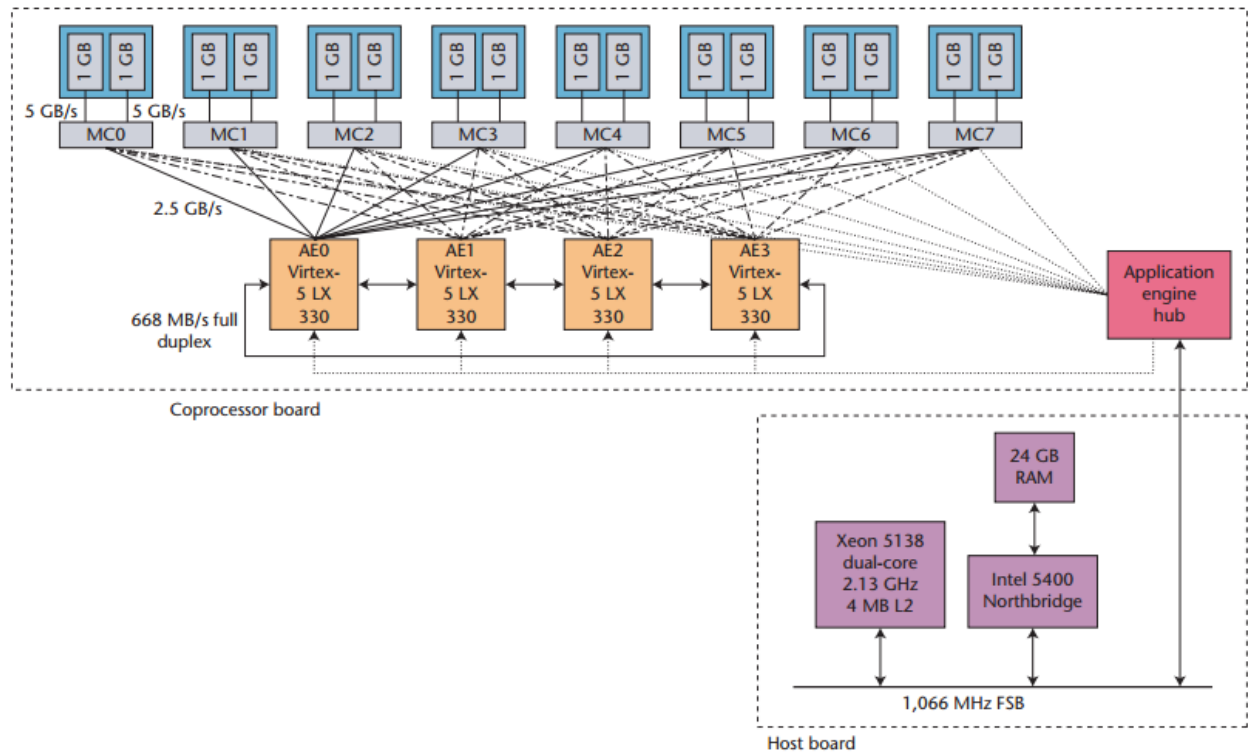 1 GB 1 GB 1 GB 1 GB 1 GB 1 GB 1 GB 1 GB 1 GB 1 GB 1 GB 1 GB 1 GB 1 GB 1 GB 1 GB
5 GB/s 5 GB/s
MC0 MC1 MC2 MC3 MC4 MC5 MC6 MC7
2.5 GB/s
AE0
Virtex-
5 LX
330
AE1
Virtex-
5 LX
330
AE2
Virtex-
5 LX
330
AE3
Virtex-
5 LX
330
Application
engine
hub
668 MB/s full
duplex
Coprocessor board
24 GB
RAM
Xeon 5138
dual-core
2.13 GHz
4 MB L2
Intel 5400
Northbridge
1,066 MHz FSB
Host board